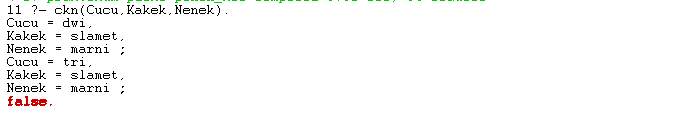 11 ?- ckn(Cucu,Kakek,Nenek).
Cucu = dwi,
Kakek = slamet,
Nenek = marni ;
Cucu = tri,
Kakek = slamet,
Nenek = marni ;
false.